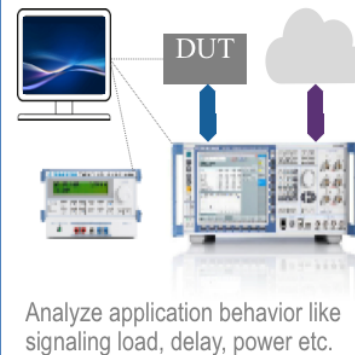 DUT
Analyze application behavior like
signaling load, delay, power etc.